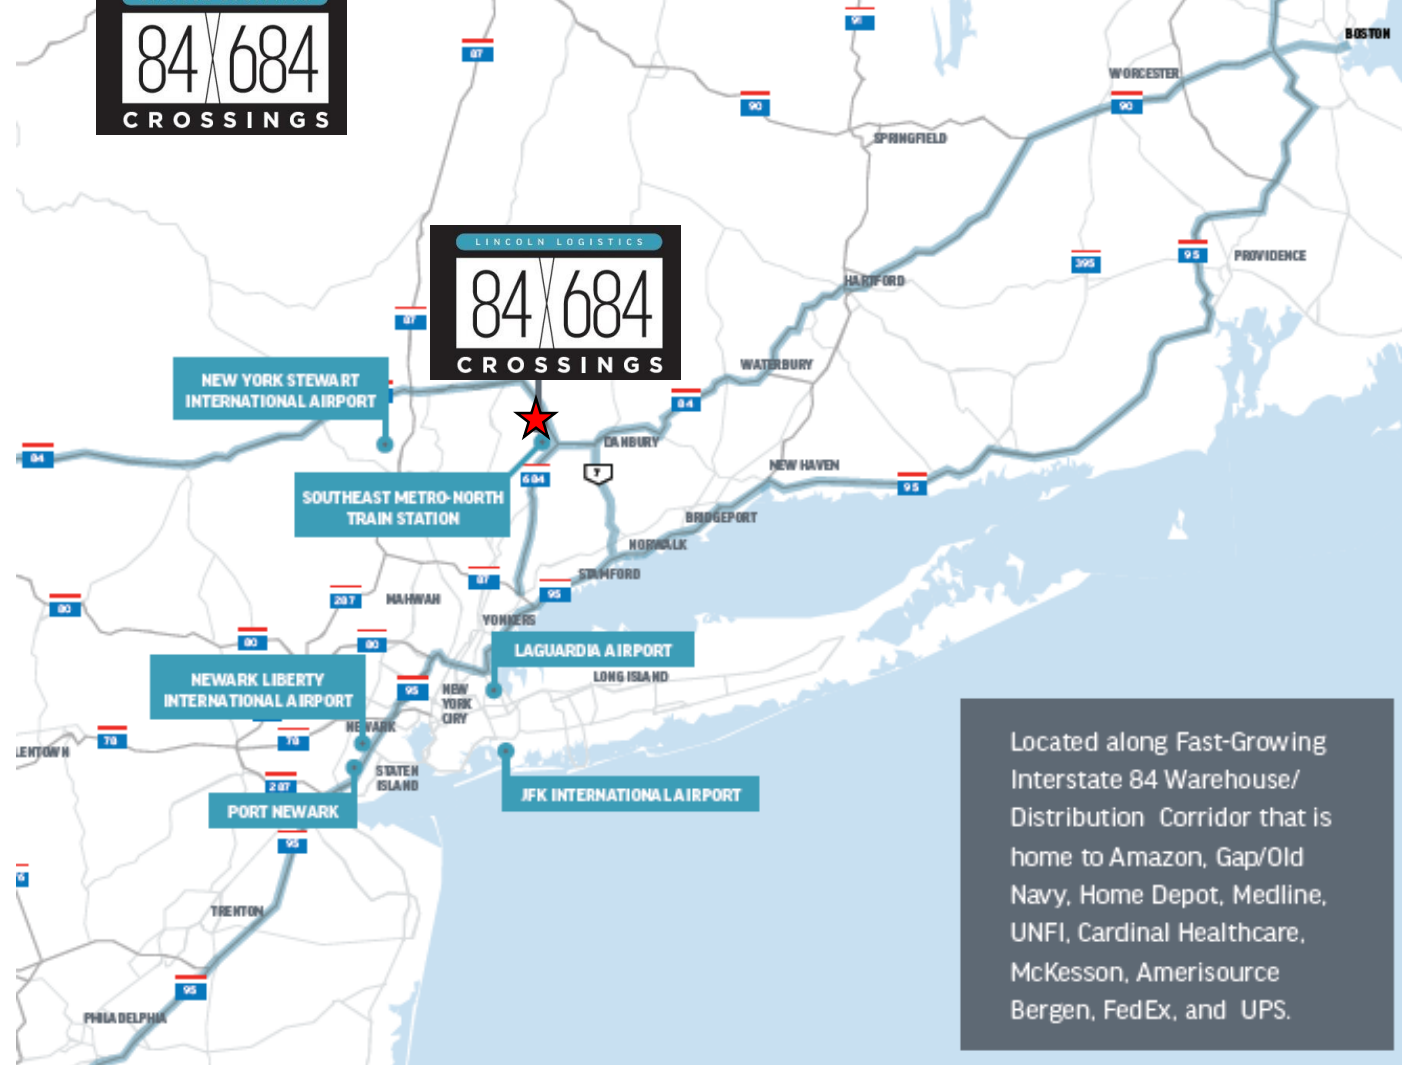 84 684
CROSSINGS
87
91
90
BOSTON
WORCESTER
90
SPRINGFIELD
LINCOLN LOGISTICS
84 684
CROSSINGS
HARTFORD
395
95
PROVIDENCE
87
NEW YORK STEWART
INTERNATIONAL AIRPORT
WATERBURY
84
84
DANBURY
7
684
NEW HAVEN
95
SOUTHEAST METRO-NORTH
TRAIN STATION
BRIDGEPORT
NORWALK
STAMFORD
87
95
287
MAHWAH
80
YONKERS
80
80
LAGUARDIA AIRPORT
NEWARK LIBERTY
INTERNATIONAL AIRPORT
95
NEW
YORK
CIRY
LONG ISLAND
NEWARK
78
78
LENTOWN
STATEN
ISLAND
287
PORT NEWARK
JFK INTERNATIONAL AIRPORT
95
TRENTON
95
PHILADELPHIA
Located along Fast-Growing
Interstate 84 Warehouse/
Distribution Corridor that is
home to Amazon, Gap/Old
Navy, Home Depot, Medline,
UNFI, Cardinal Healthcare,
McKesson, Amerisource
Bergen, FedEx, and UPS.